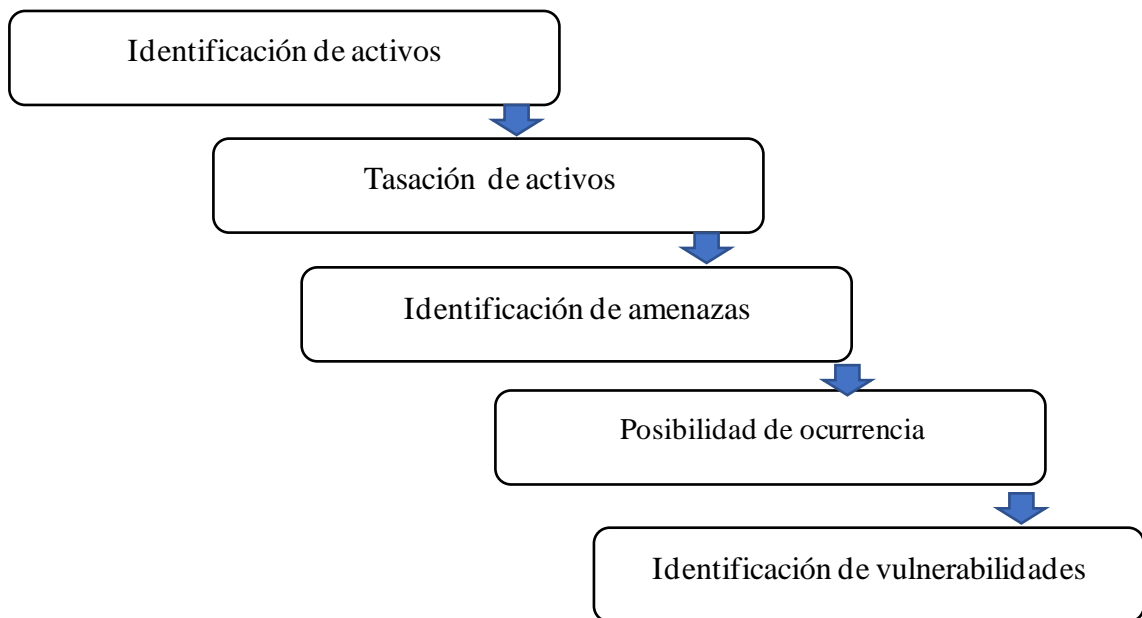 Identificación de activos
Tasación de activos
Identificación de amenazas
Posibilidad de ocurrencia
Identificación de vulnerabilidades